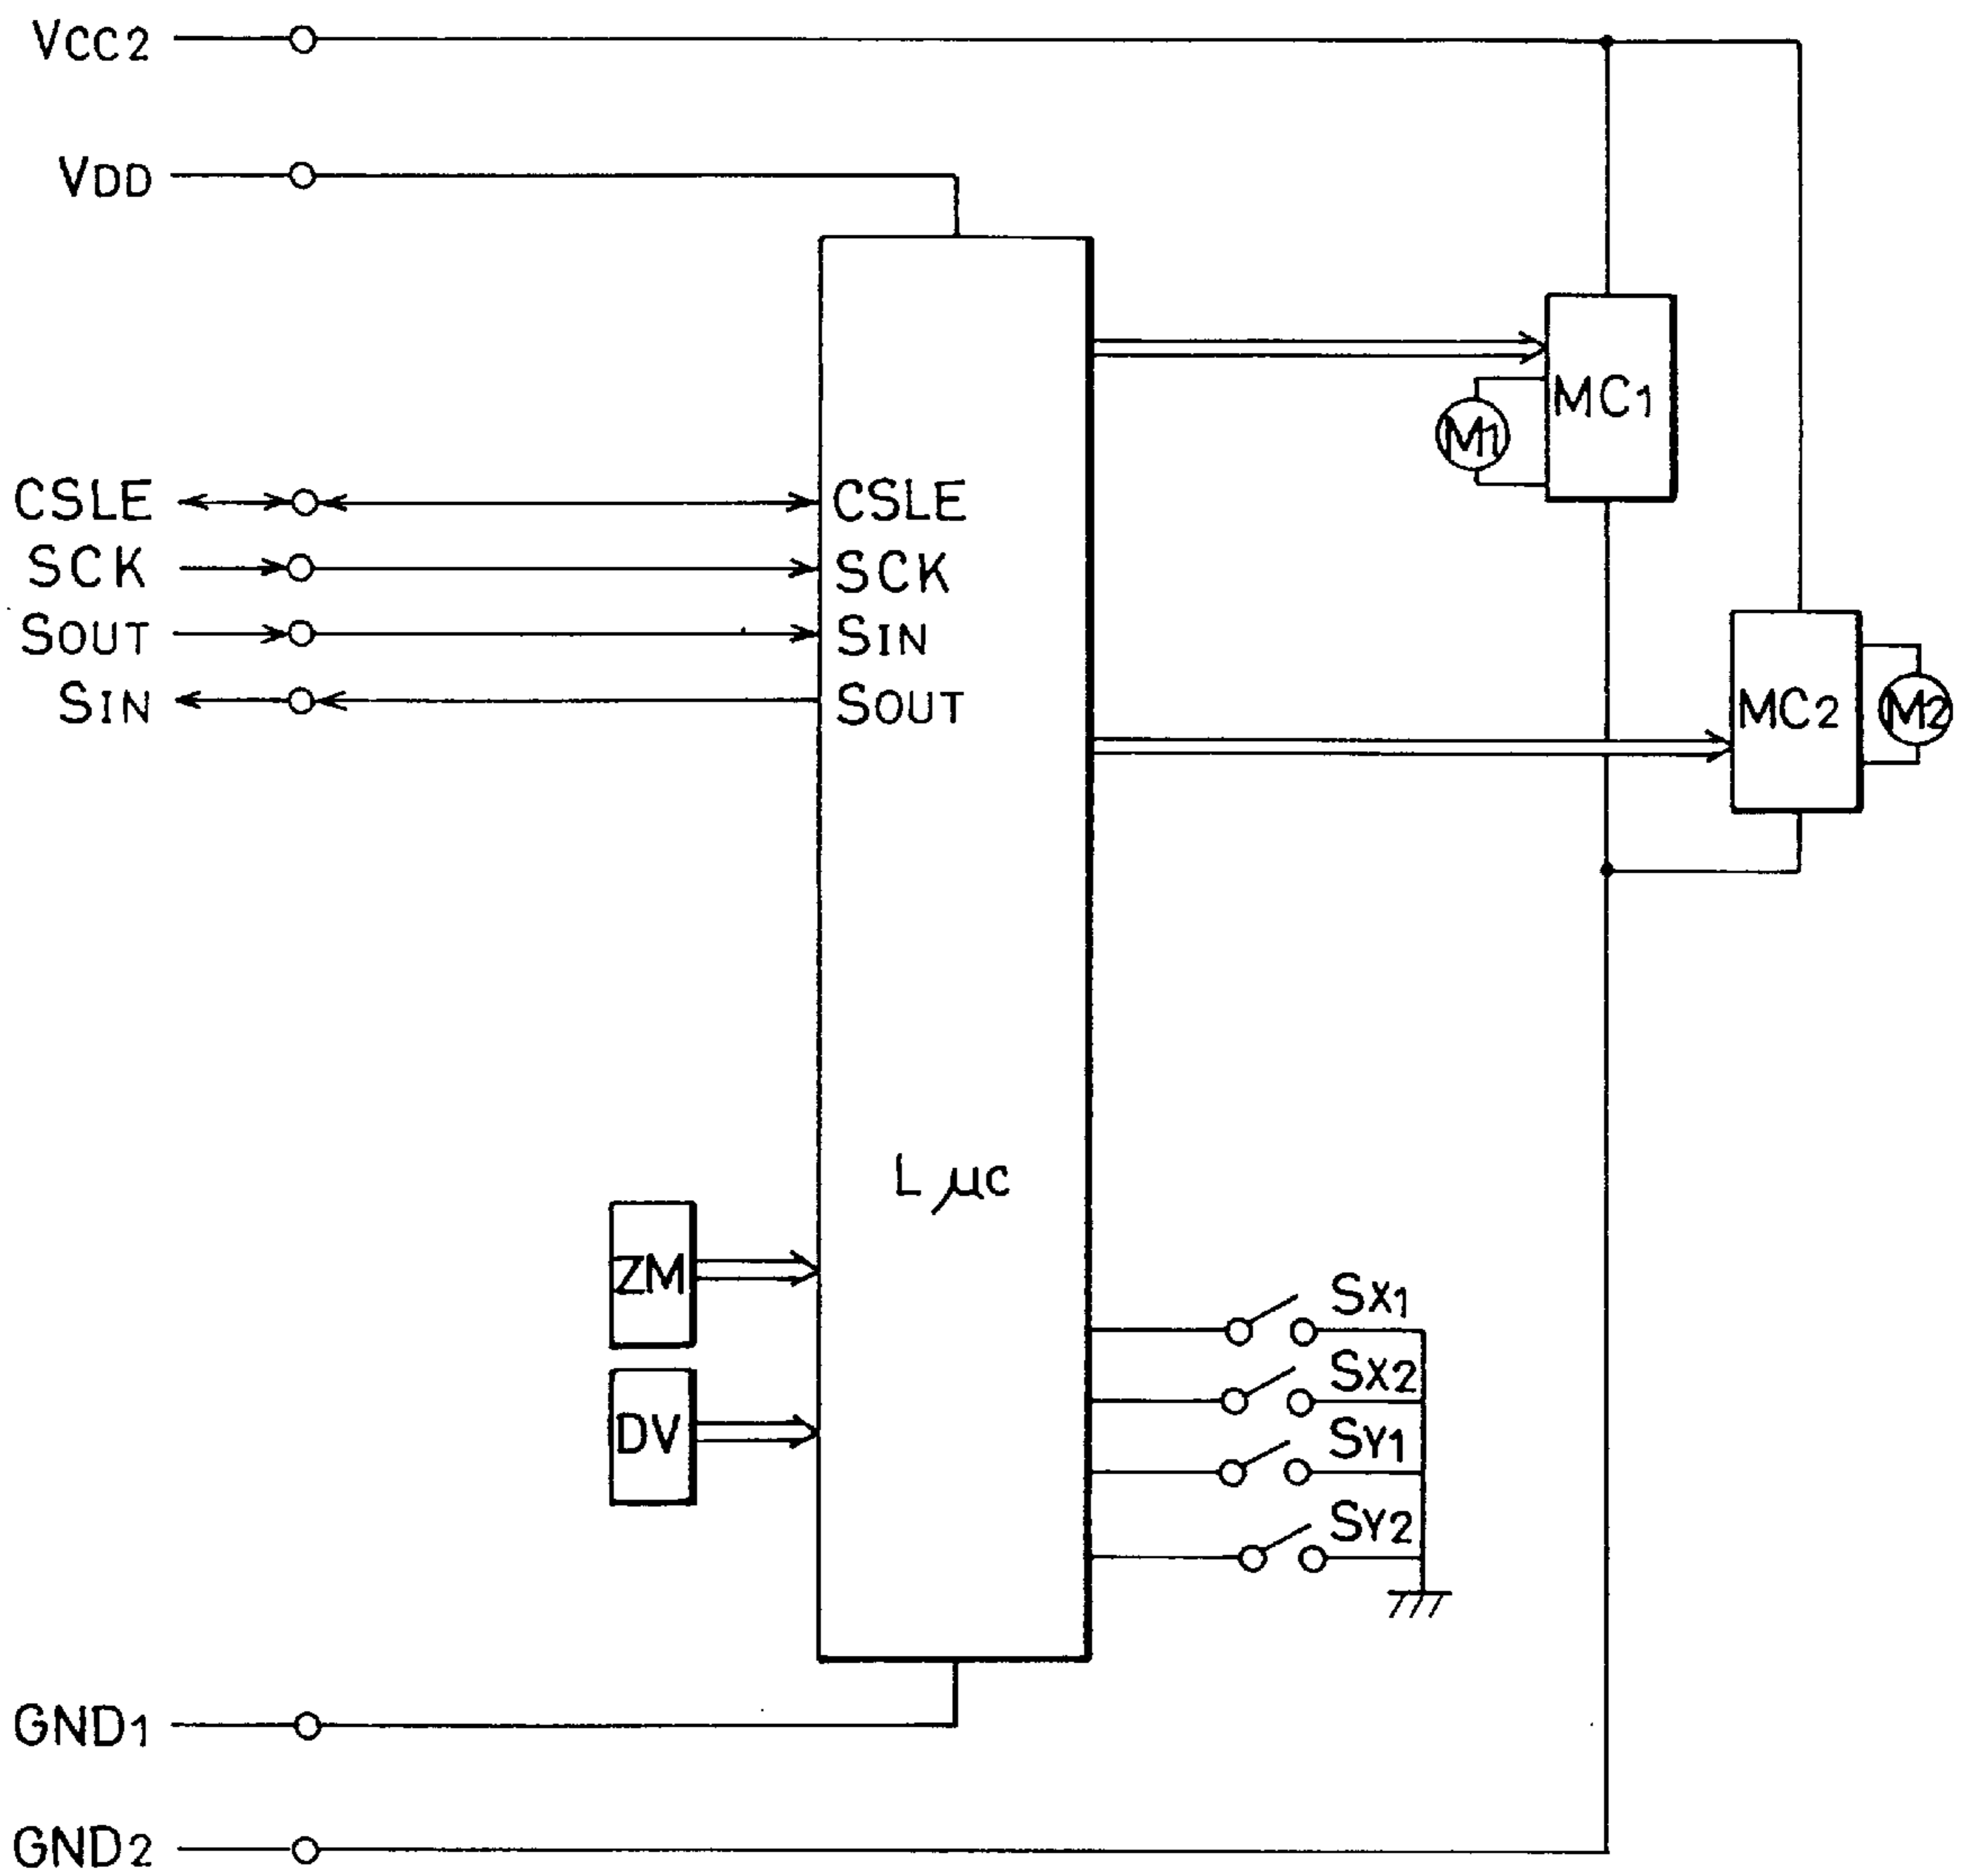 VCC2
VDD
MC1
M1
CSLE
CSLE
SCK
SCK
SOUT
SIN
SIN
SOUT
MC2
M2
Lμc
ZM
DV
SX1
SX2
SY1
SY2
GND1
GND2